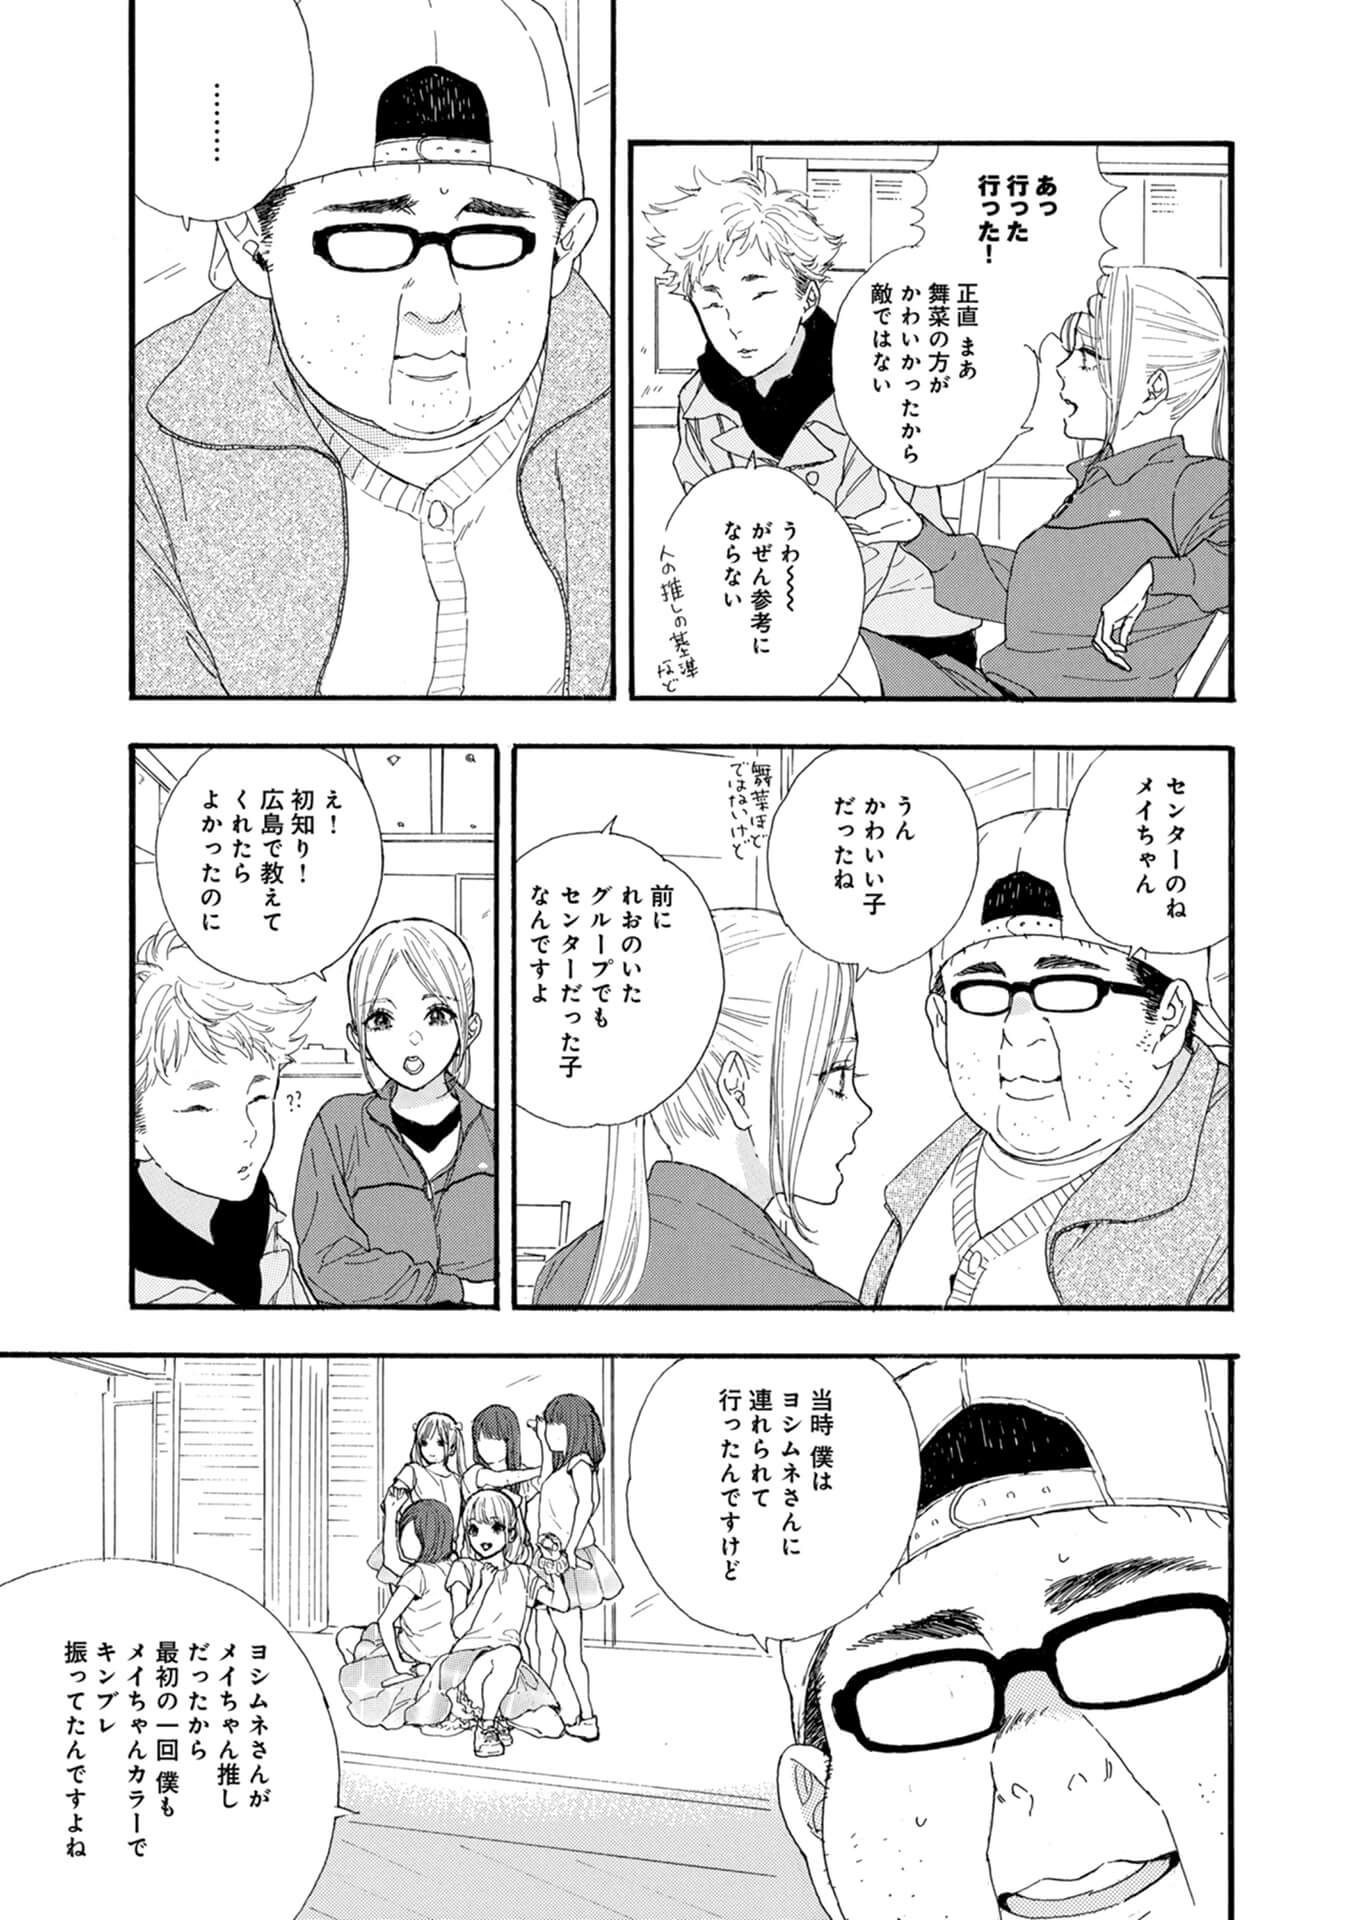 あっ
行った
行った！
正直 まあ
舞菜の方が
かわいかったから
敵ではない
うわ〜〜〜
がぜん参考に
ならない
人の推しの基準
など
………
センターのね
メイちゃん
うん
かわいい子
だったね
舞菜ほど
ではないけど
前に
れおのいた
グループでも
センターだった子
なんですよ
え！
初知り！
広島で教えて
くれたら
よかったのに
??
当時 僕は
ヨシムネさんに
連れられて
行ったんですけど
ヨシムネさんが
メイちゃん推し
だったから
最初の一回 僕も
メイちゃんカラーで
キンブレ
振ってたんですよね